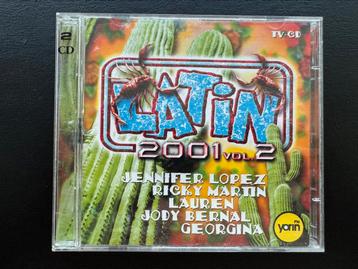 2
CD
TV-CD
LATIN
2001 VOL. 2
JENNIFER LOPEZ
RICKY MARTIN
LAUREN
JODY BERNAL
GEORGINA
yorin